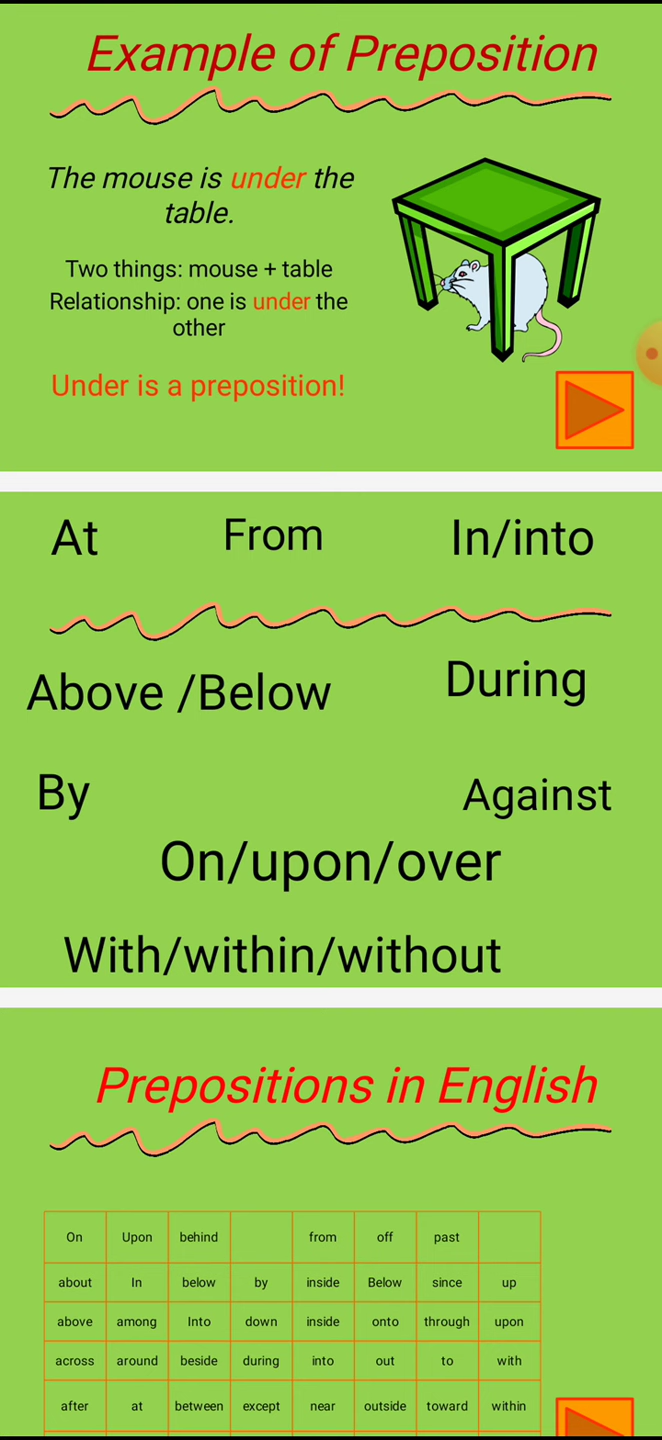 Example of Preposition
The mouse is under the
table.
Two things: mouse + table
Relationship: one is under the
other
Under is a preposition!
At From In/into
Above /Below During
By Against
On/upon/over
With/within/without
Prepositions in English
On Upon behind from off past
about In below by inside Below since up
above among Into down inside onto through upon
across around beside during into out to with
after at between except near outside toward within